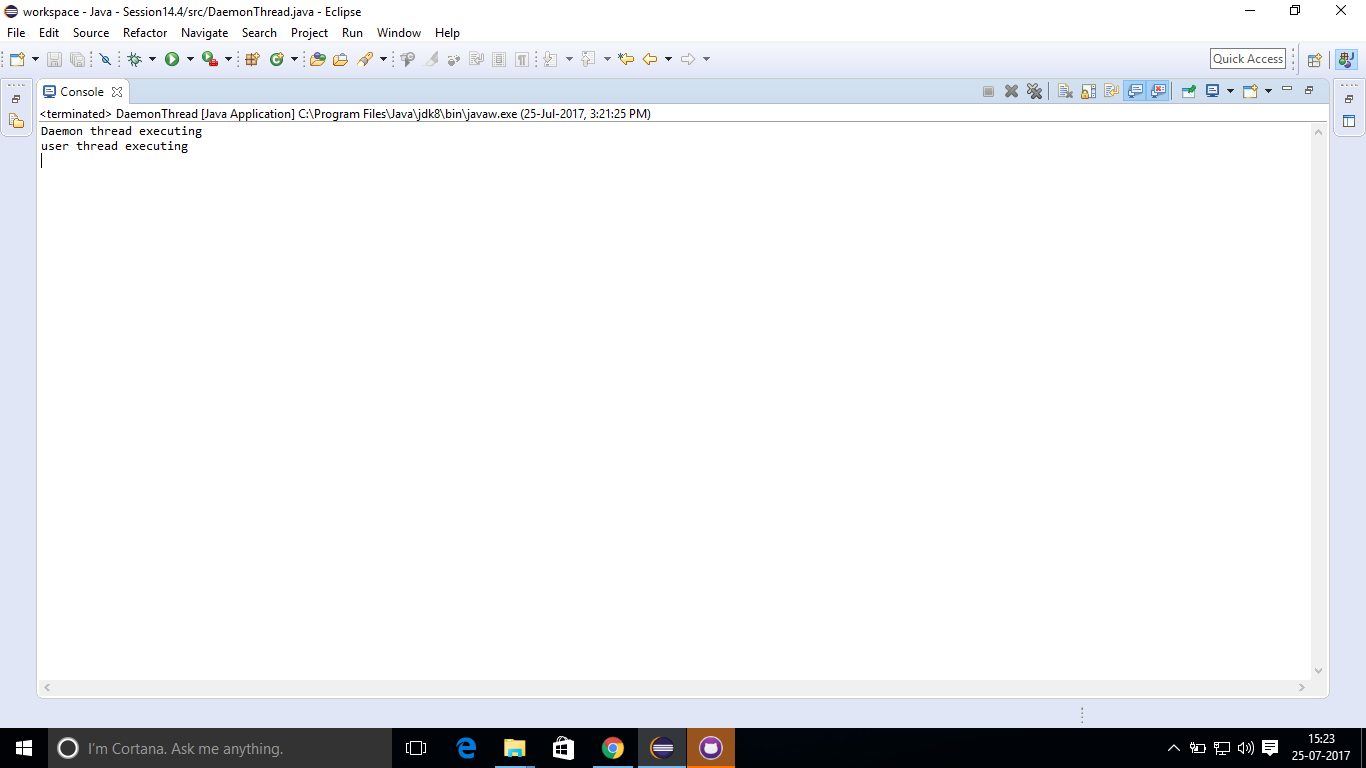 workspace - Java - Session14.4/src/DaemonThread.java - Eclipse
File Edit Source Refactor Navigate Search Project Run Window Help
Quick Access
Console
<terminated> DaemonThread [Java Application] C:\Program Files\Java\jdk8\bin\javaw.exe (25-Jul-2017, 3:21:25 PM)
Daemon thread executing
user thread executing
I'm Cortana. Ask me anything.
15:23
25-07-2017